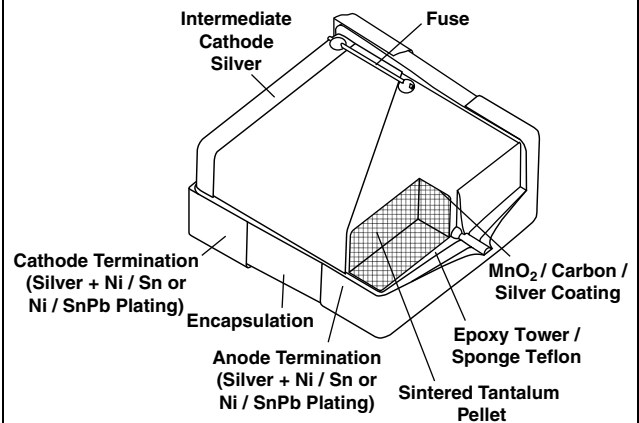 Intermediate
Cathode
Silver
Fuse
Cathode Termination
(Silver + Ni / Sn or
Ni / SnPb Plating)
Encapsulation
Anode Termination
(Silver + Ni / Sn or
Ni / SnPb Plating)
MnO₂ / Carbon /
Silver Coating
Epoxy Tower /
Sponge Teflon
Sintered Tantalum
Pellet